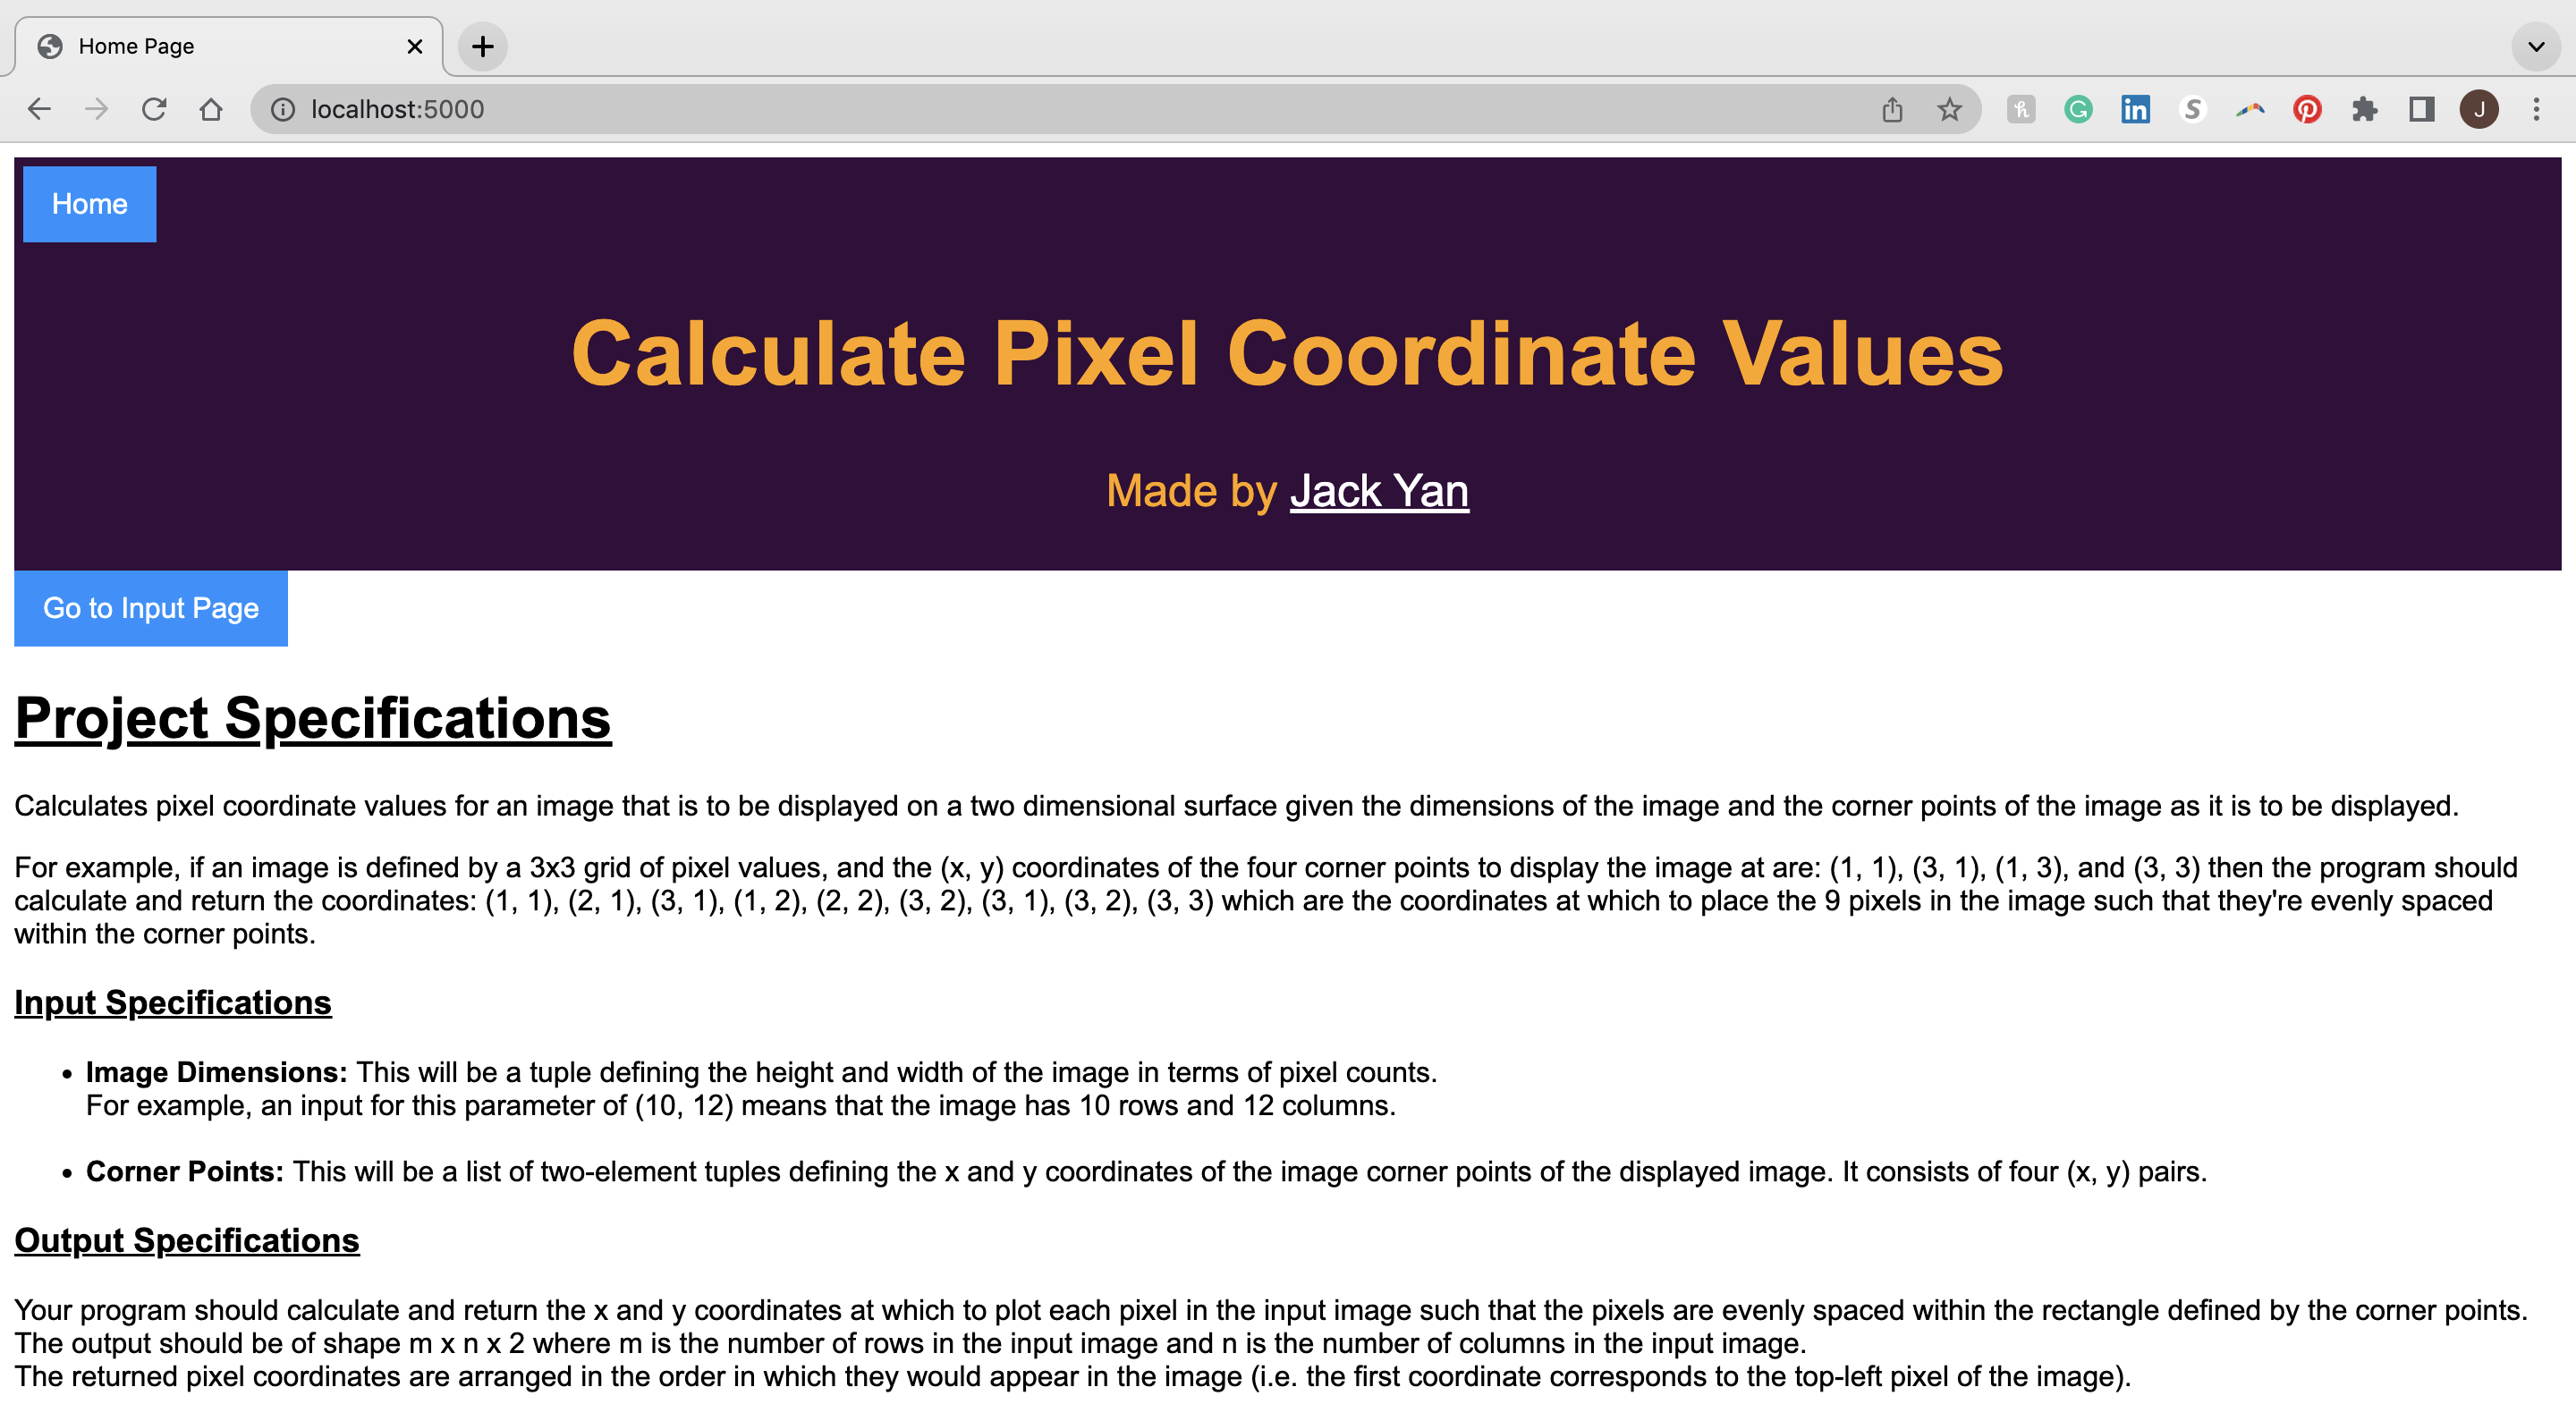 Home Page
localhost:5000
J
Home
Calculate Pixel Coordinate Values
Made by Jack Yan
Go to Input Page
Project Specifications
Calculates pixel coordinate values for an image that is to be displayed on a two dimensional surface given the dimensions of the image and the corner points of the image as it is to be displayed.
For example, if an image is defined by a 3x3 grid of pixel values, and the (x, y) coordinates of the four corner points to display the image at are: (1, 1), (3, 1), (1, 3), and (3, 3) then the program should
calculate and return the coordinates: (1, 1), (2, 1), (3, 1), (1, 2), (2, 2), (3, 2), (3, 1), (3, 2), (3, 3) which are the coordinates at which to place the 9 pixels in the image such that they're evenly spaced
within the corner points.
Input Specifications
• Image Dimensions: This will be a tuple defining the height and width of the image in terms of pixel counts.
For example, an input for this parameter of (10, 12) means that the image has 10 rows and 12 columns.
• Corner Points: This will be a list of two-element tuples defining the x and y coordinates of the image corner points of the displayed image. It consists of four (x, y) pairs.
Output Specifications
Your program should calculate and return the x and y coordinates at which to plot each pixel in the input image such that the pixels are evenly spaced within the rectangle defined by the corner points.
The output should be of shape m x n x 2 where m is the number of rows in the input image and n is the number of columns in the input image.
The returned pixel coordinates are arranged in the order in which they would appear in the image (i.e. the first coordinate corresponds to the top-left pixel of the image).